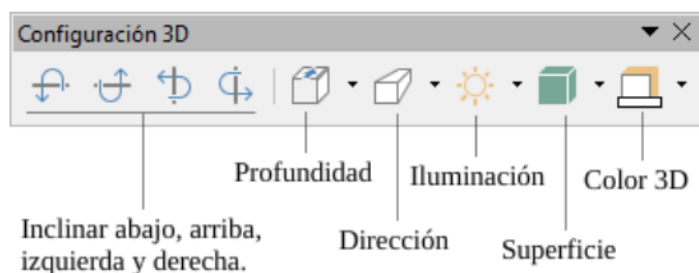 Configuración 3D
Profundidad
Iluminación
Color 3D
Inclinar abajo, arriba,
izquierda y derecha.
Dirección
Superficie